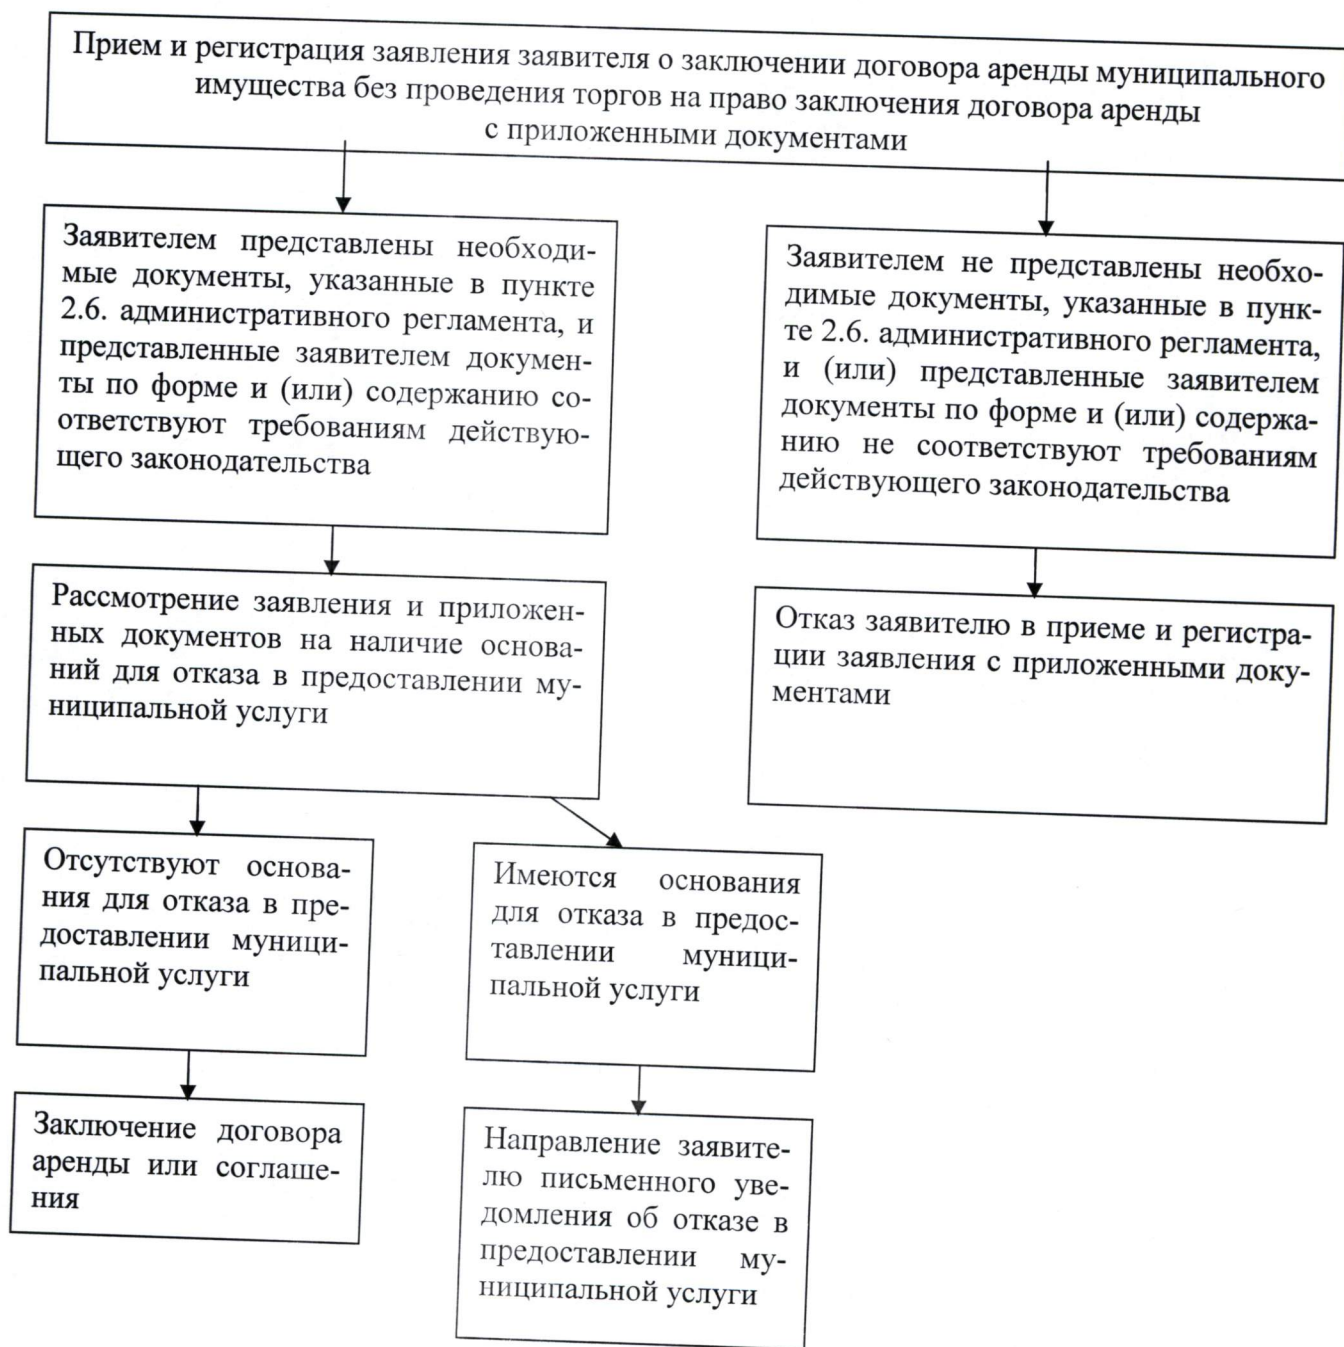 Прием и регистрация заявления заявителя о заключении договора аренды муниципального
имущества без проведения торгов на право заключения договора аренды
с приложенными документами
Заявителем представлены необходи-
мые документы, указанные в пункте
2.6. административного регламента, и
представленные заявителем докумен-
ты по форме и (или) содержанию со-
ответствуют требованиям действую-
щего законодательства
Заявителем не представлены необхо-
димые документы, указанные в пунк-
те 2.6. административного регламента,
и (или) представленные заявителем
документы по форме и (или) содержа-
нию не соответствуют требованиям
действующего законодательства
Рассмотрение заявления и приложен-
ных документов на наличие основа-
ний для отказа в предоставлении му-
ниципальной услуги
Отказ заявителю в приеме и регистра-
ции заявления с приложенными доку-
ментами
Отсутствуют основа-
ния для отказа в пре-
доставлении муници-
пальной услуги
Имеются основания
для отказа в предос-
тавлении муници-
пальной услуги
Заключение договора
аренды или соглаше-
ния
Направление заявите-
лю письменного уве-
домления об отказе в
предоставлении му-
ниципальной услуги